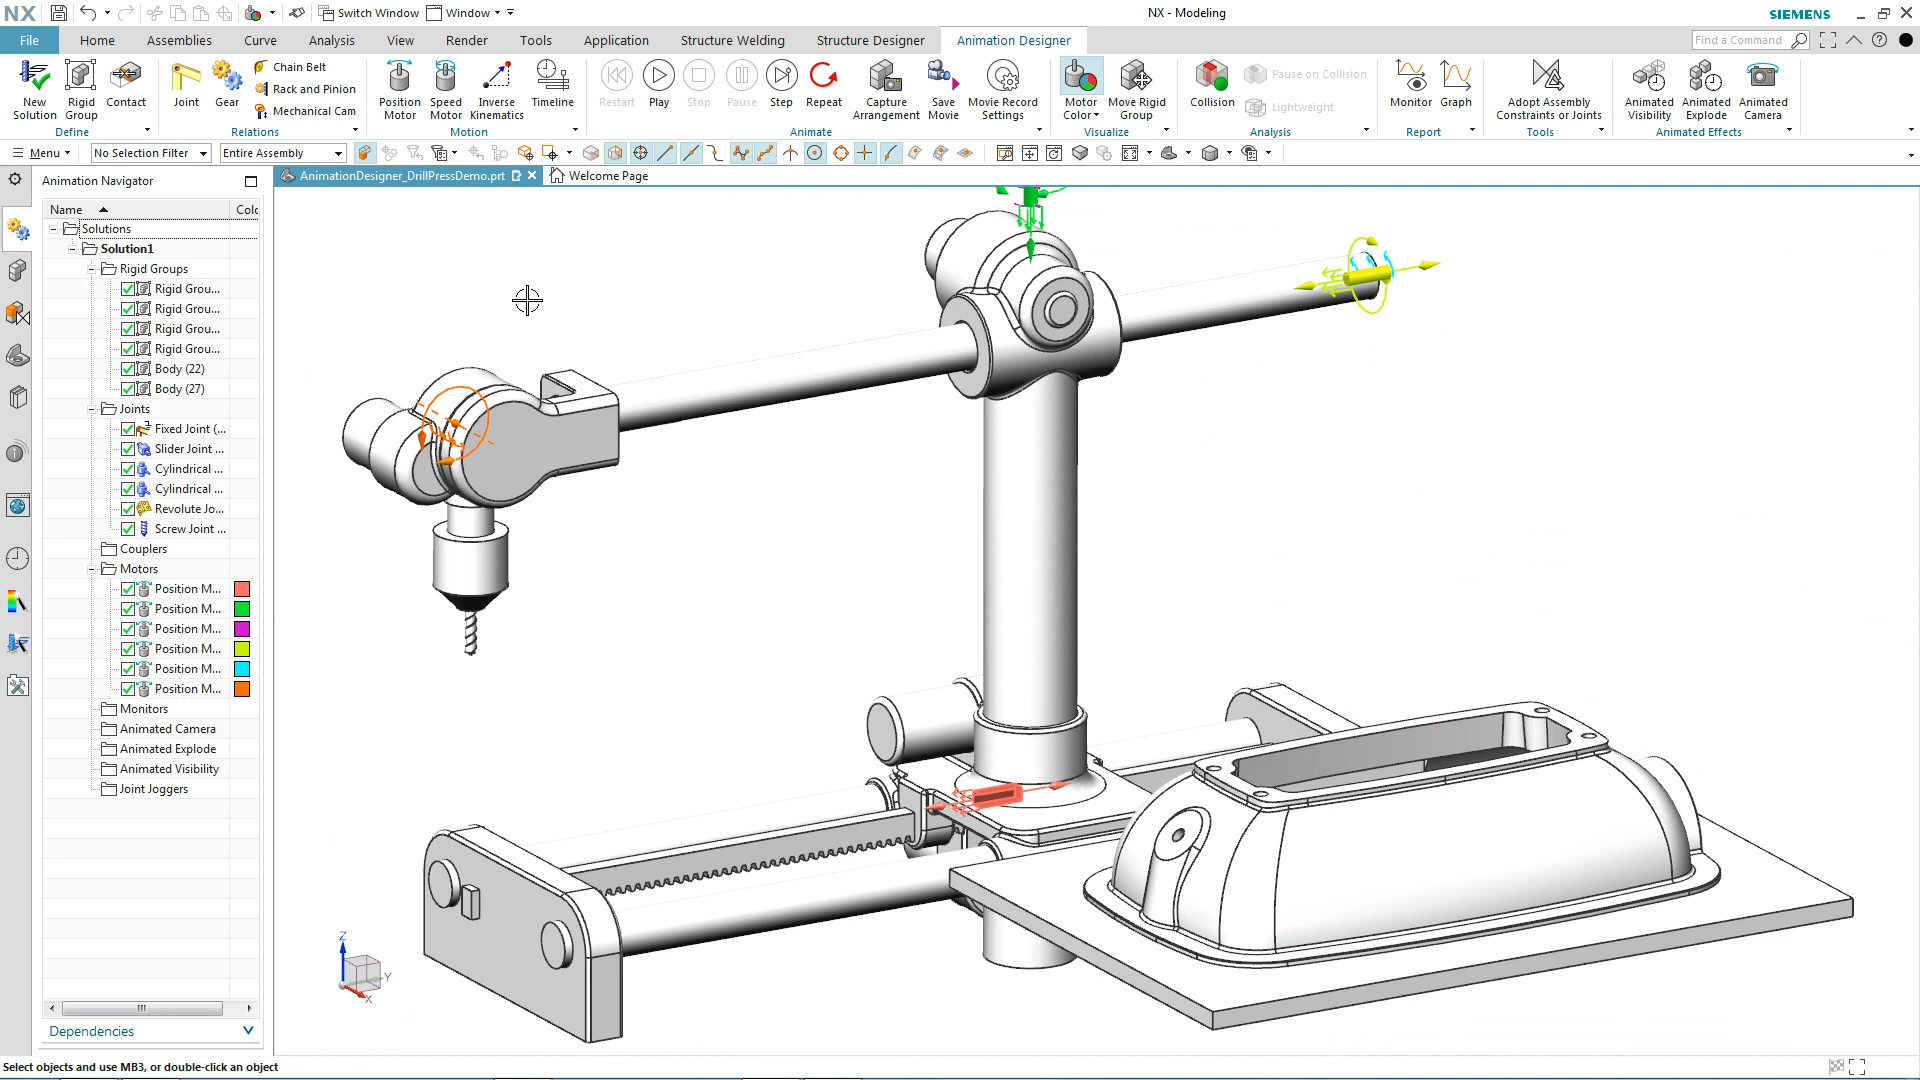 NX Switch Window Window NX - Modeling SIEMENS
File Home Assemblies Curve Analysis View Render Tools Application Structure Welding Structure Designer Animation Designer Find a Command
New Solution
Rigid Group
Contact
Define
Joint
Gear
Chain Belt
Rack and Pinion
Mechanical Cam
Relations
Position Motor
Speed Motor
Inverse Kinematics
Timeline
Motion
Restart
Play
Stop
Pause
Step
Repeat
Capture Arrangement
Save Movie
Movie Record Settings
Animate
Motor Color
Move Rigid Group
Visualize
Collision
Pause on Collision
Lightweight
Analysis
Monitor
Graph
Report
Adopt Assembly Constraints or Joints
Tools
Animated Visibility
Animated Explode
Animated Camera
Animated Effects
Menu No Selection Filter Entire Assembly
Animation Navigator
AnimationDesigner_DrillPressDemo.prt Welcome Page
Name Colc
Solutions
Solution1
Rigid Groups
Rigid Grou...
Rigid Grou...
Rigid Grou...
Rigid Grou...
Body (22)
Body (27)
Joints
Fixed Joint (...
Slider Joint ...
Cylindrical ...
Cylindrical ...
Revolute Jo...
Screw Joint ...
Couplers
Motors
Position M...
Position M...
Position M...
Position M...
Position M...
Position M...
Monitors
Animated Camera
Animated Explode
Animated Visibility
Joint Joggers
Z
Y
X
Dependencies
Select objects and use MB3, or double-click an object